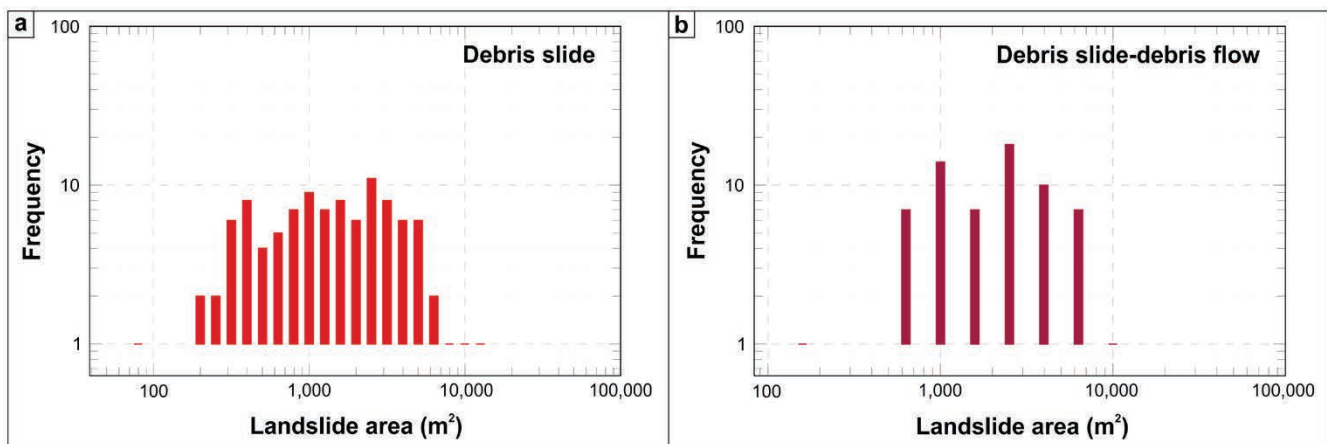 a
Debris slide
100
10
1
Frequency
100
1,000
10,000
100,000
Landslide area (m²)
b
Debris slide-debris flow
100
10
1
Frequency
100
1,000
10,000
100,000
Landslide area (m²)